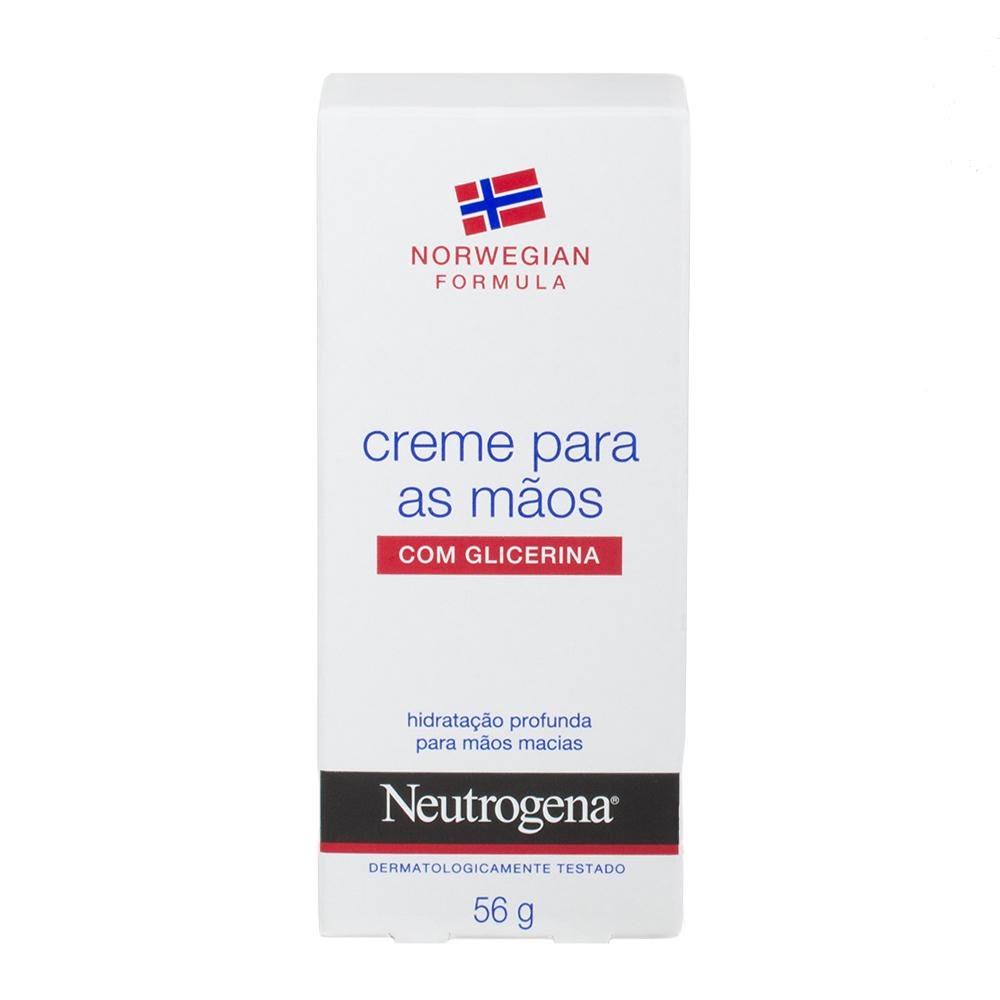 NORWEGIAN
FORMULA
creme para
as mãos
COM GLICERINA
hidratação profunda
para mãos macias
Neutrogena®
DERMATOLOGICAMENTE TESTADO
56 g